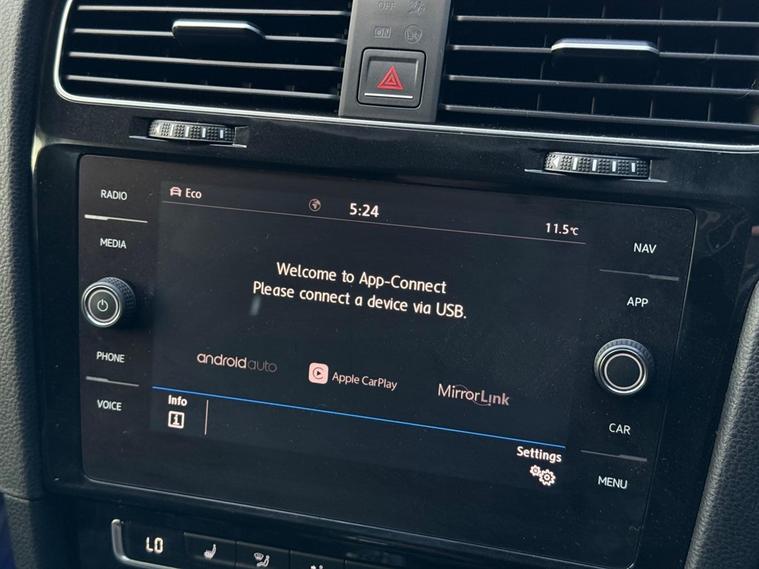 OFF
ON
RADIO
MEDIA
PHONE
VOICE
Eco
5:24
11.5°C
Welcome to App-Connect
Please connect a device via USB.
androidauto
Apple CarPlay
MirrorLink
Info
i
Settings
NAV
APP
CAR
MENU
LO